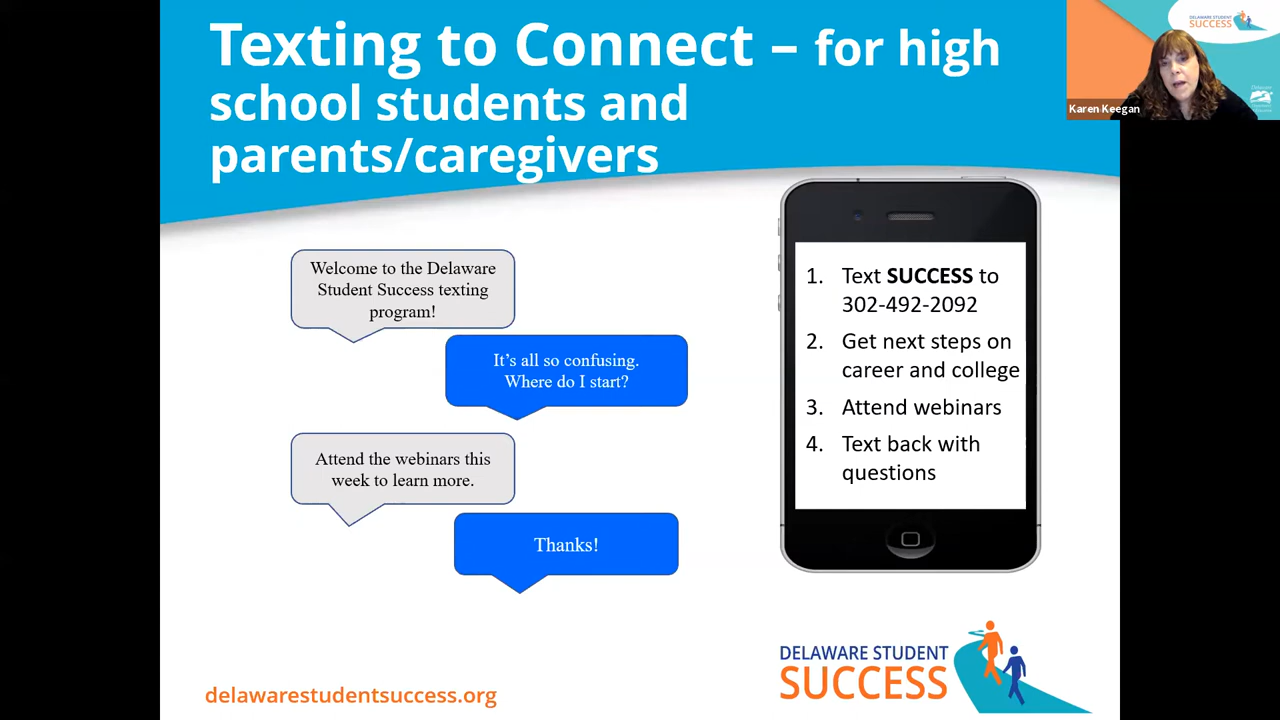 Texting to Connect – for high
school students and
parents/caregivers
DELAWARE STUDENT
SUCCESS
Karen Keegan
Welcome to the Delaware
Student Success texting
program!
It's all so confusing.
Where do I start?
Attend the webinars this
week to learn more.
Thanks!
1. Text SUCCESS to
302-492-2092
2. Get next steps on
career and college
3. Attend webinars
4. Text back with
questions
delawarestudentsuccess.org
DELAWARE STUDENT
SUCCESS